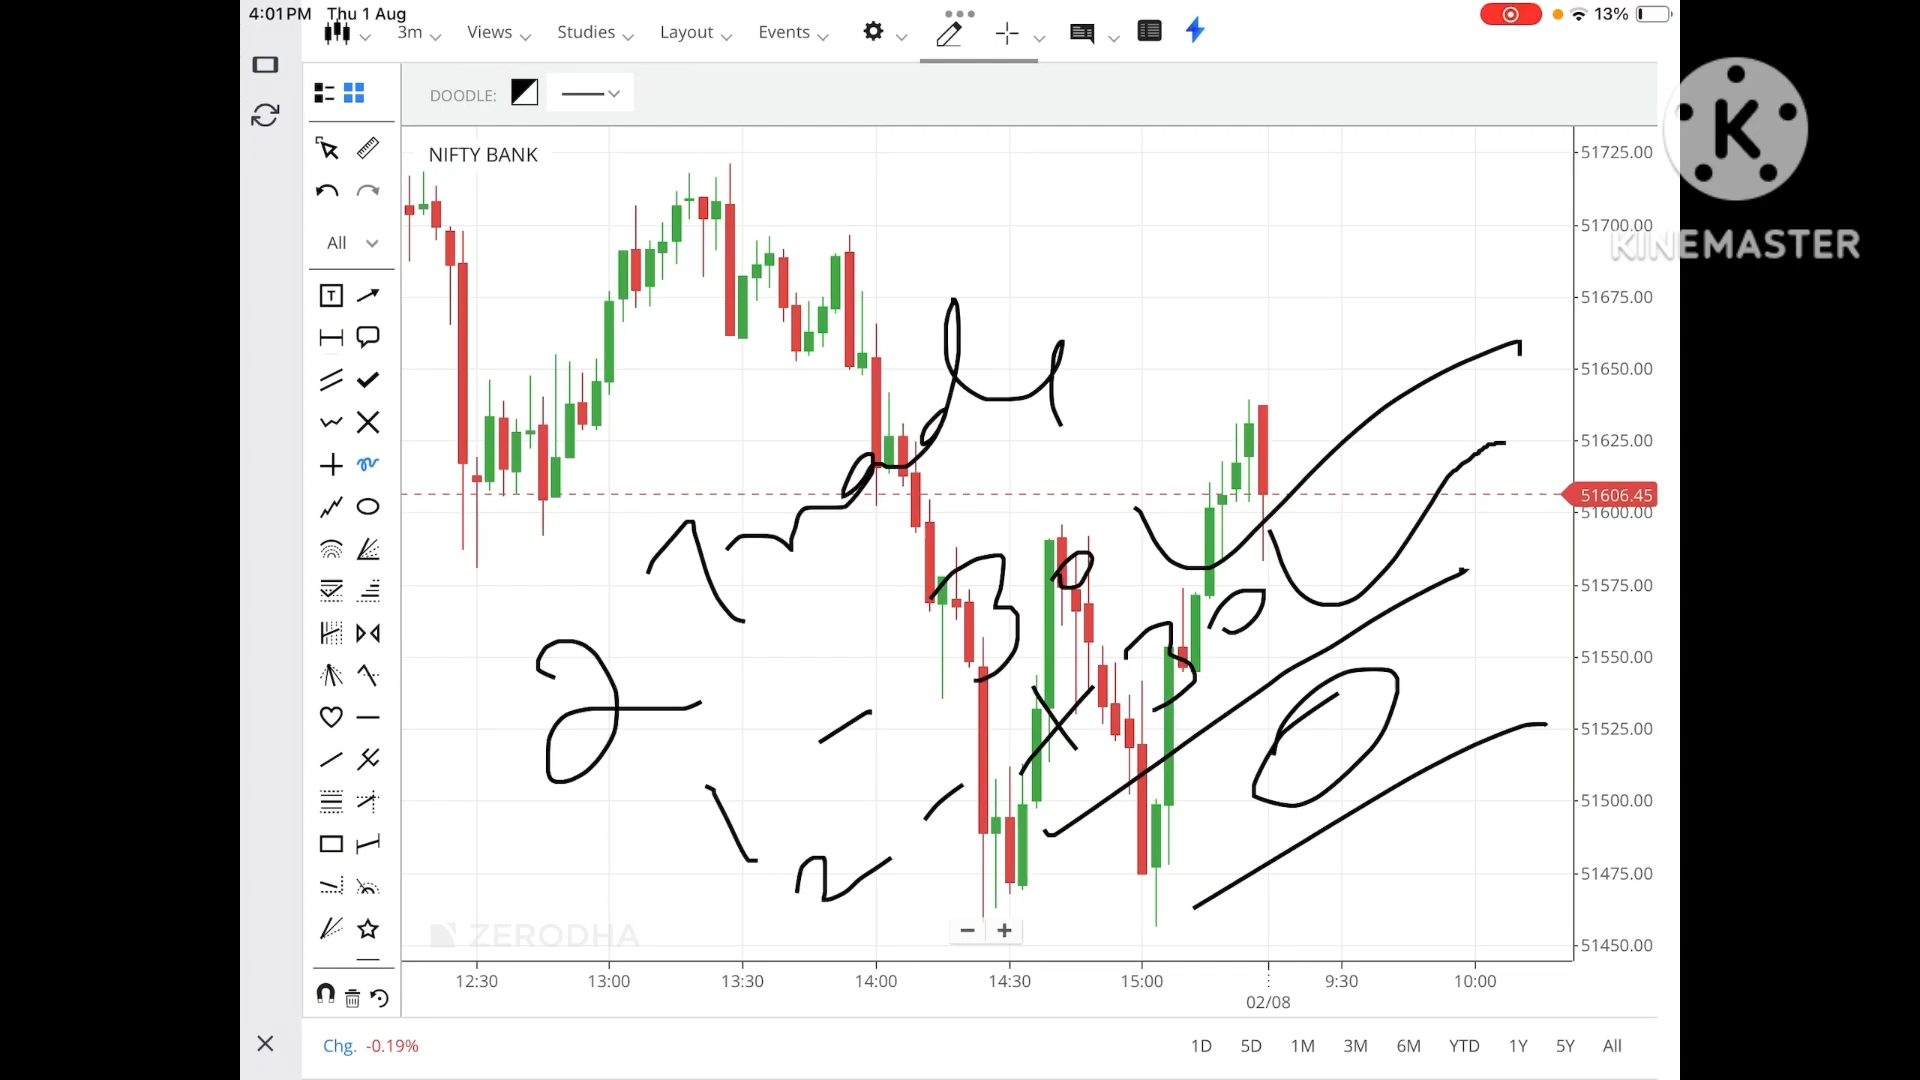 4:01PM Thu 1 Aug
13%
3m Views Studies Layout Events
DOODLE:
NIFTY BANK
All
T
51725.00
51700.00
51675.00
51650.00
51625.00
51606.45
51600.00
51575.00
51550.00
51525.00
51500.00
51475.00
51450.00
K
KINEMASTER
30
30
2
ZERODHA
12:30 13:00 13:30 14:00 14:30 15:00 9:30 10:00
02/08
Chg. -0.19%
1D 5D 1M 3M 6M YTD 1Y 5Y All